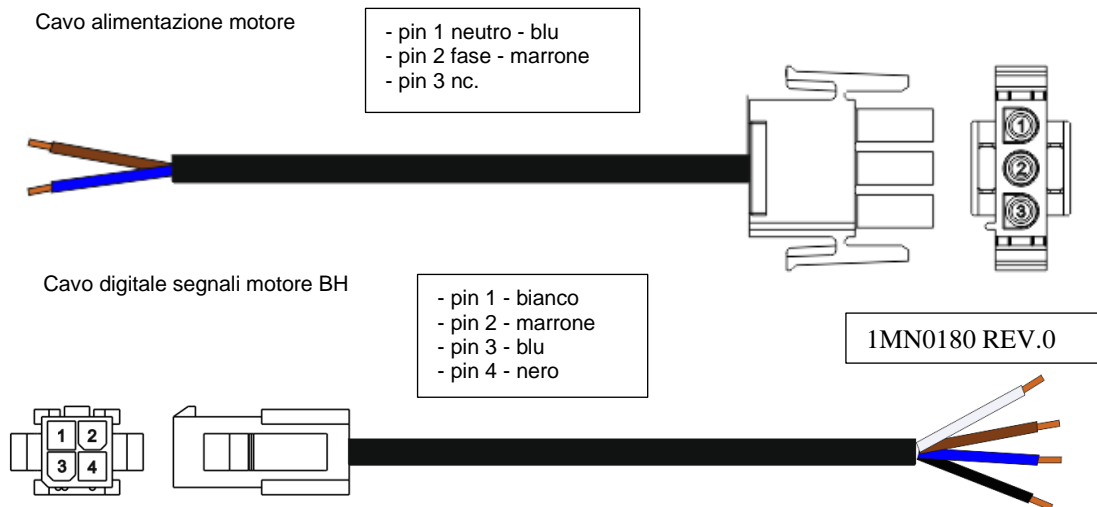 Cavo alimentazione motore
- pin 1 neutro - blu
- pin 2 fase - marrone
- pin 3 nc.
1
2
3
Cavo digitale segnali motore BH
- pin 1 - bianco
- pin 2 - marrone
- pin 3 - blu
- pin 4 - nero
1MN0180 REV.0
1 2
3 4